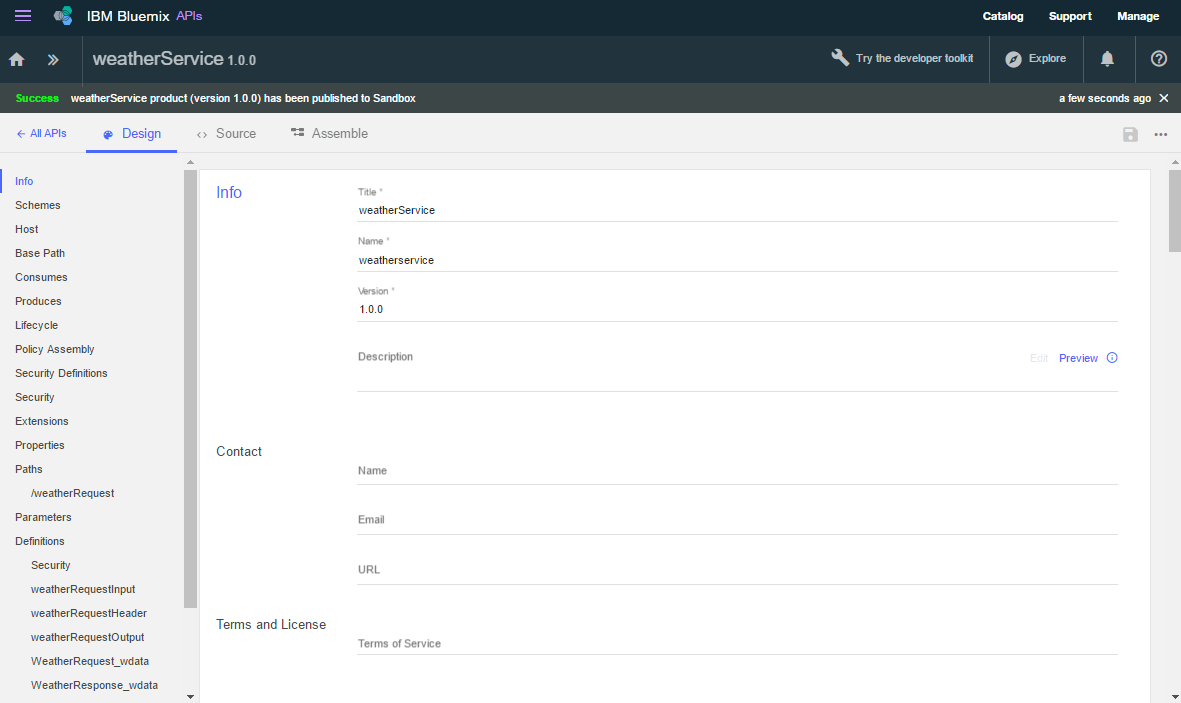 IBM Bluemix APIs
Catalog Support Manage
weatherService 1.0.0
Try the developer toolkit
Explore
Success weatherService product (version 1.0.0) has been published to Sandbox
a few seconds ago
All APIs
Design
Source
Assemble
Info
Schemes
Host
Base Path
Consumes
Produces
Lifecycle
Policy Assembly
Security Definitions
Security
Extensions
Properties
Paths
/weatherRequest
Parameters
Definitions
Security
weatherRequestInput
weatherRequestHeader
weatherRequestOutput
WeatherRequest_wdata
WeatherResponse_wdata
Info
Title *
weatherService
Name *
weatherservice
Version *
1.0.0
Description
Edit Preview
Contact
Name
Email
URL
Terms and License
Terms of Service